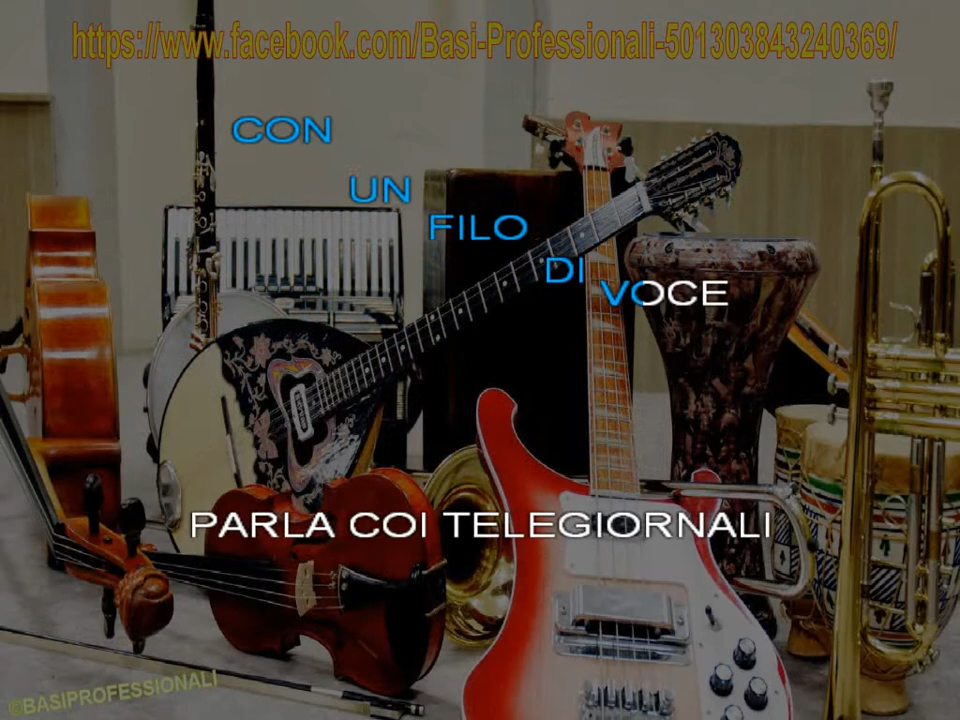 https://www.facebook.com/Basi-Professionali-501303843240369/
CON
UN
FILO
DI
VOCE
PARLA COI TELEGIORNALI
©BASIPROFESSIONALI